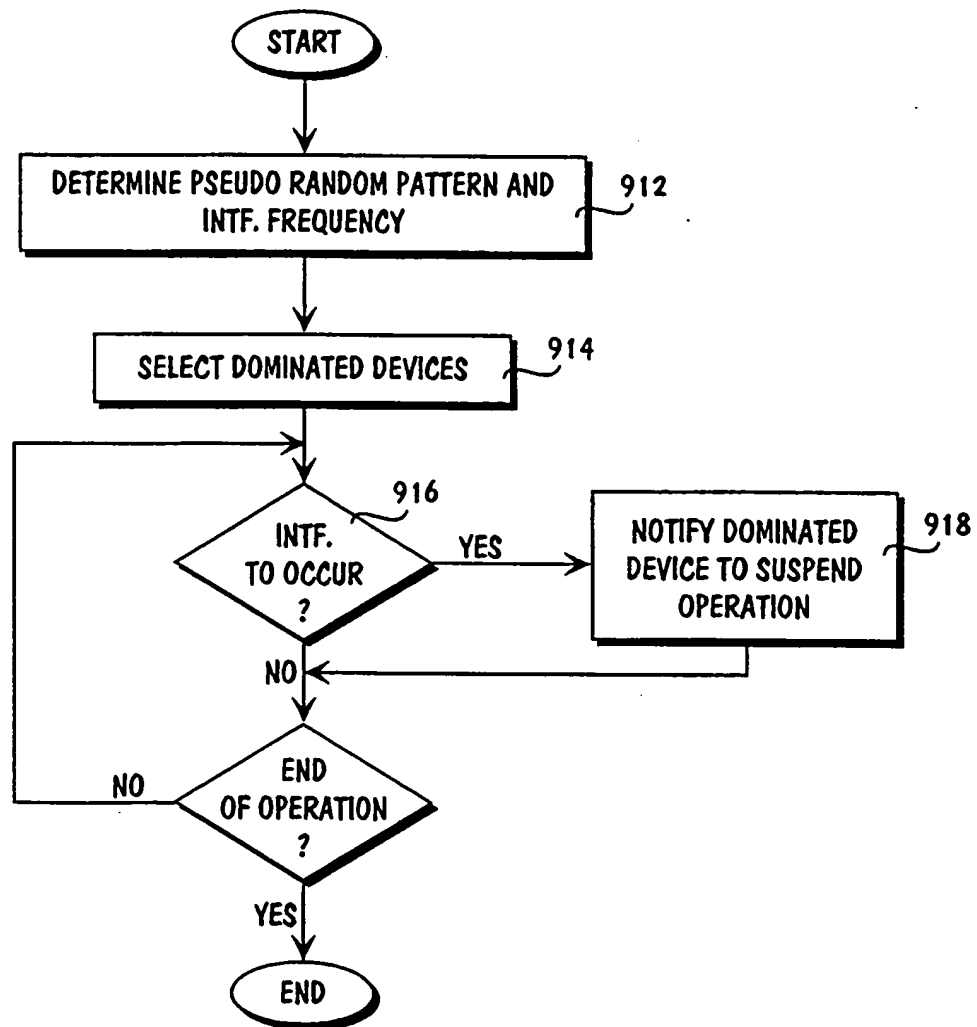 START
DETERMINE PSEUDO RANDOM PATTERN AND
INTF. FREQUENCY
912
SELECT DOMINATED DEVICES
914
INTF.
TO OCCUR
?
916
YES
NOTIFY DOMINATED
DEVICE TO SUSPEND
OPERATION
918
NO
END
OF OPERATION
?
NO
YES
END